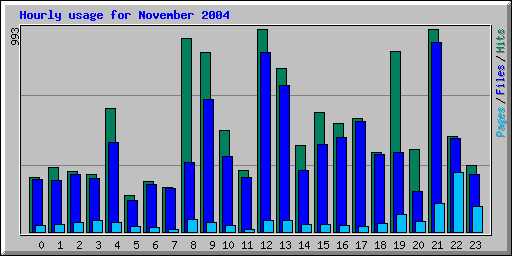 Hourly usage for November 2004
993
Pages / Files / Hits
0 1 2 3 4 5 6 7 8 9 10 11 12 13 14 15 16 17 18 19 20 21 22 23